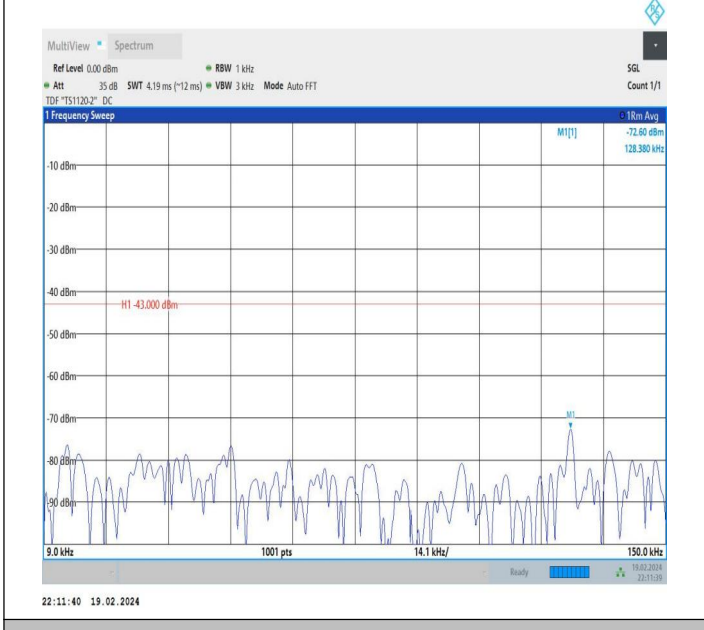 MultiView Spectrum
Ref Level 0.00 dBm RBW 1 kHz SGL
Att 35 dB SWT 4.19 ms (~12 ms) VBW 3 kHz Mode Auto FFT Count 1/1
TDF "TS1120-2" DC
1 Frequency Sweep 1Rm Avg
M1[1] -72.60 dBm
128.380 kHz
-10 dBm
-20 dBm
-30 dBm
-40 dBm
H1 -43.000 dBm
-50 dBm
-60 dBm
-70 dBm
M1
-80 dBm
-90 dBm
9.0 kHz 1001 pts 14.1 kHz/ 150.0 kHz
Ready 19.02.2024
22:11:39
22:11:40 19.02.2024